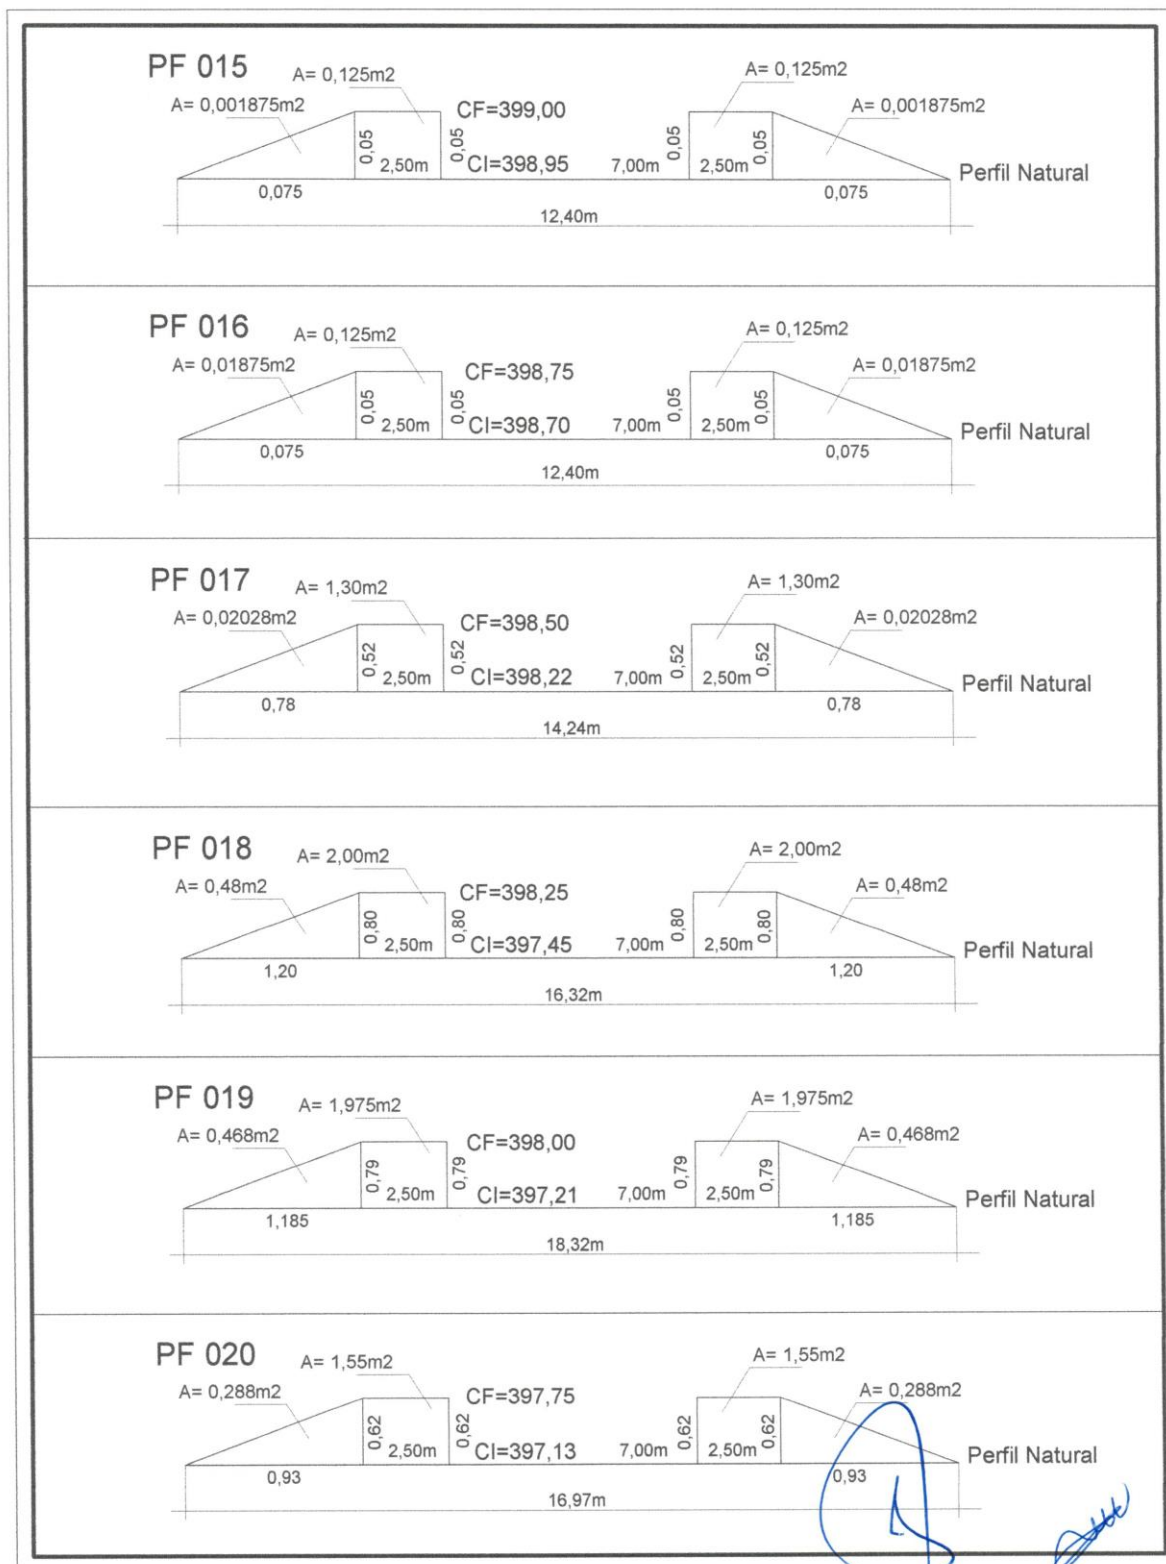 PF 015
A= 0,125m2
A= 0,125m2
A= 0,001875m2
CF=399,00
A= 0,001875m2
0,05
2,50m
0,05
CI=398,95
7,00m
0,05
2,50m
0,05
Perfil Natural
0,075
0,075
12,40m
PF 016
A= 0,125m2
A= 0,125m2
A= 0,01875m2
CF=398,75
A= 0,01875m2
0,05
2,50m
0,05
CI=398,70
7,00m
0,05
2,50m
0,05
Perfil Natural
0,075
0,075
12,40m
PF 017
A= 1,30m2
A= 1,30m2
A= 0,02028m2
CF=398,50
A= 0,02028m2
0,52
2,50m
0,52
CI=398,22
7,00m
0,52
2,50m
0,52
Perfil Natural
0,78
0,78
14,24m
PF 018
A= 2,00m2
A= 2,00m2
A= 0,48m2
CF=398,25
A= 0,48m2
0,80
2,50m
0,80
CI=397,45
7,00m
0,80
2,50m
0,80
Perfil Natural
1,20
1,20
16,32m
PF 019
A= 1,975m2
A= 1,975m2
A= 0,468m2
CF=398,00
A= 0,468m2
0,79
2,50m
0,79
CI=397,21
7,00m
0,79
2,50m
0,79
Perfil Natural
1,185
1,185
18,32m
PF 020
A= 1,55m2
A= 1,55m2
A= 0,288m2
CF=397,75
A= 0,288m2
0,62
2,50m
0,62
CI=397,13
7,00m
0,62
2,50m
0,62
Perfil Natural
0,93
0,93
16,97m